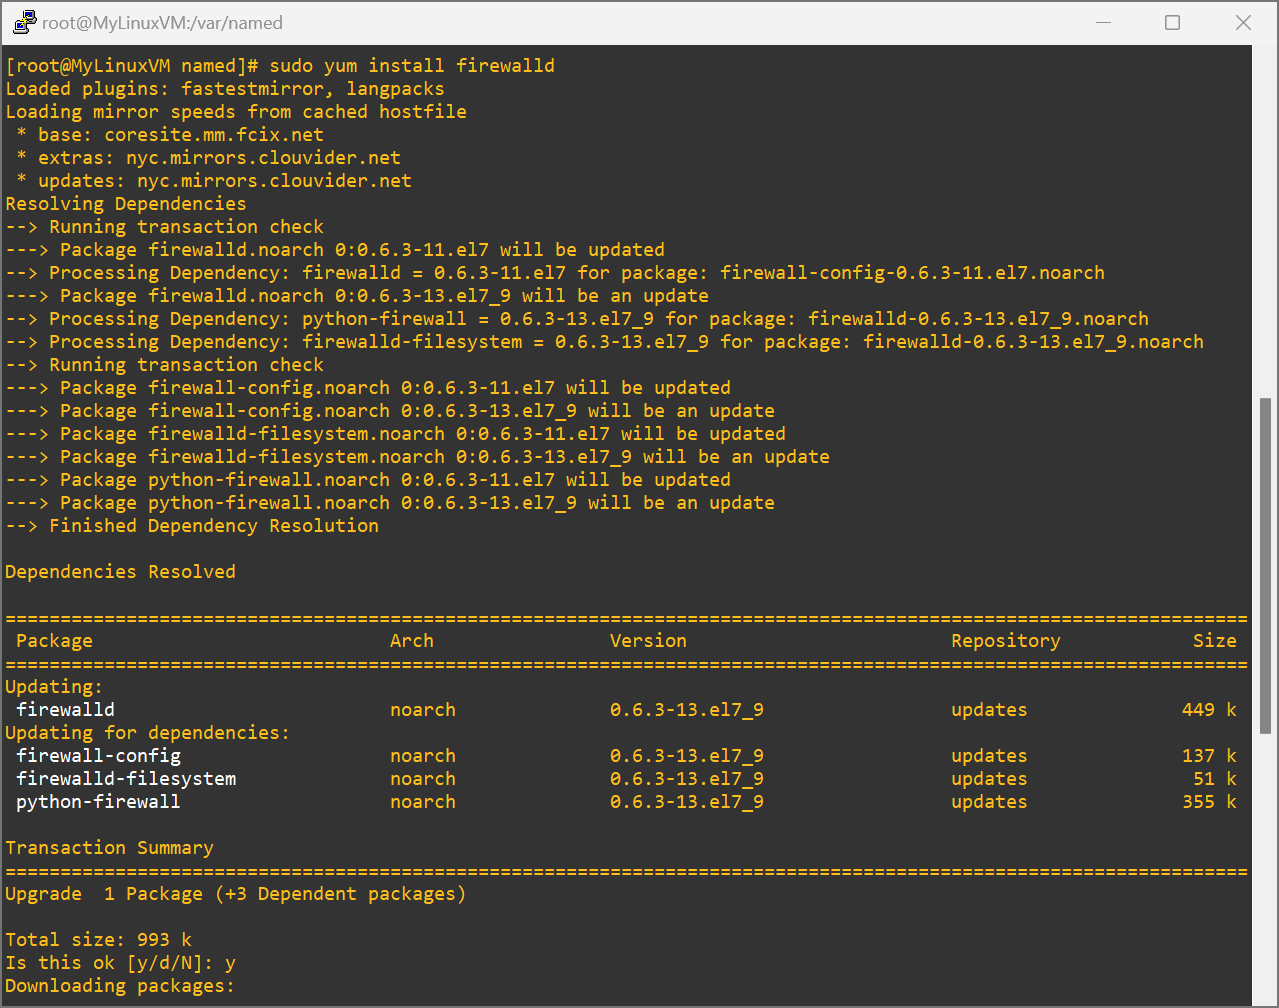 root@MyLinuxVM:/var/named
[root@MyLinuxVM named]# sudo yum install firewalld
Loaded plugins: fastestmirror, langpacks
Loading mirror speeds from cached hostfile
 * base: coresite.mm.fcix.net
 * extras: nyc.mirrors.clouvider.net
 * updates: nyc.mirrors.clouvider.net
Resolving Dependencies
--> Running transaction check
---> Package firewalld.noarch 0:0.6.3-11.el7 will be updated
--> Processing Dependency: firewalld = 0.6.3-11.el7 for package: firewall-config-0.6.3-11.el7.noarch
---> Package firewalld.noarch 0:0.6.3-13.el7_9 will be an update
--> Processing Dependency: python-firewall = 0.6.3-13.el7_9 for package: firewalld-0.6.3-13.el7_9.noarch
--> Processing Dependency: firewalld-filesystem = 0.6.3-13.el7_9 for package: firewalld-0.6.3-13.el7_9.noarch
--> Running transaction check
---> Package firewall-config.noarch 0:0.6.3-11.el7 will be updated
---> Package firewall-config.noarch 0:0.6.3-13.el7_9 will be an update
---> Package firewalld-filesystem.noarch 0:0.6.3-11.el7 will be updated
---> Package firewalld-filesystem.noarch 0:0.6.3-13.el7_9 will be an update
---> Package python-firewall.noarch 0:0.6.3-11.el7 will be updated
---> Package python-firewall.noarch 0:0.6.3-13.el7_9 will be an update
--> Finished Dependency Resolution

Dependencies Resolved

=================================================================================================================
 Package                           Arch                Version                        Repository            Size
=================================================================================================================
Updating:
 firewalld                         noarch              0.6.3-13.el7_9                 updates              449 k
Updating for dependencies:
 firewall-config                   noarch              0.6.3-13.el7_9                 updates              137 k
 firewalld-filesystem              noarch              0.6.3-13.el7_9                 updates               51 k
 python-firewall                   noarch              0.6.3-13.el7_9                 updates              355 k

Transaction Summary
=================================================================================================================
Upgrade  1 Package (+3 Dependent packages)

Total size: 993 k
Is this ok [y/d/N]: y
Downloading packages: